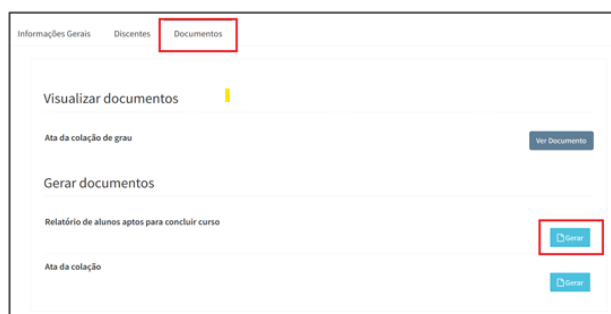 Informações Gerais Discentes Documentos
Visualizar documentos
Ata da colação de grau Ver Documento
Gerar documentos
Relatório de alunos aptos para concluir curso Gerar
Ata da colação Gerar